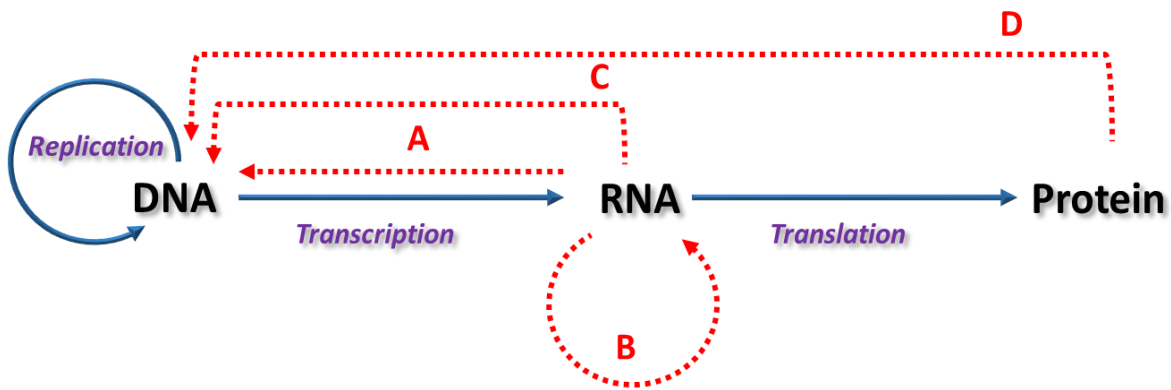 D
C
A
Replication
DNA
RNA
Protein
Transcription
Translation
B